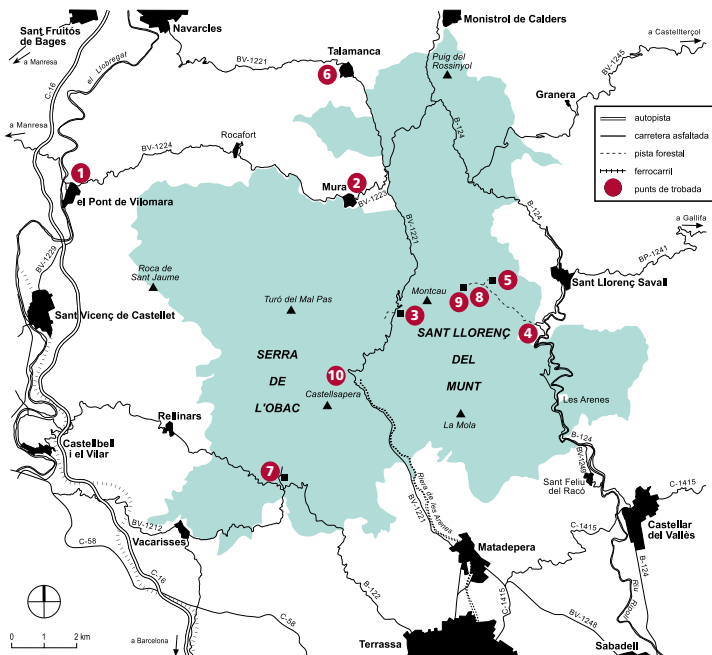 Sant Fruitós
de Bages
Navarcles
Monistrol de Calders
a Castellterçol
a Manresa
C-16
el Llobregat
BV-1221
Talamanca
6
Puig del
Rossinyol
BV-1245
Granera
a Manresa
BV-1224
Rocafort
B-124
autopista
carretera asfaltada
pista forestal
ferrocarril
punts de trobada
1
el Pont de Vilomara
Mura
2
BV-1223
BV-1221
B-124
a Gallifa
BP-1241
BV-1229
Roca de
Sant Jaume
Turó del Mal Pas
Montcau
5
9
8
Sant Llorenç Savall
Sant Vicenç de Castellet
3
SANT LLORENÇ
DEL
MUNT
4
SERRA
DE
L'OBAC
10
Castellsapera
La Mola
Les Arenes
Rellinars
Castellbell
i el Vilar
7
B-124
BV-1249
Sant Feliu
del Racó
C-1415
Riera de les Arenes
BV-1221
BV-1212
Vacarisses
C-58
C-16
Matadepera
C-1415
Castellar
del Vallès
B-124
Riu
Ripoll
B-122
C-1415
BV-1248
C-58
0 1 2 km
a Barcelona
Terrassa
Sabadell